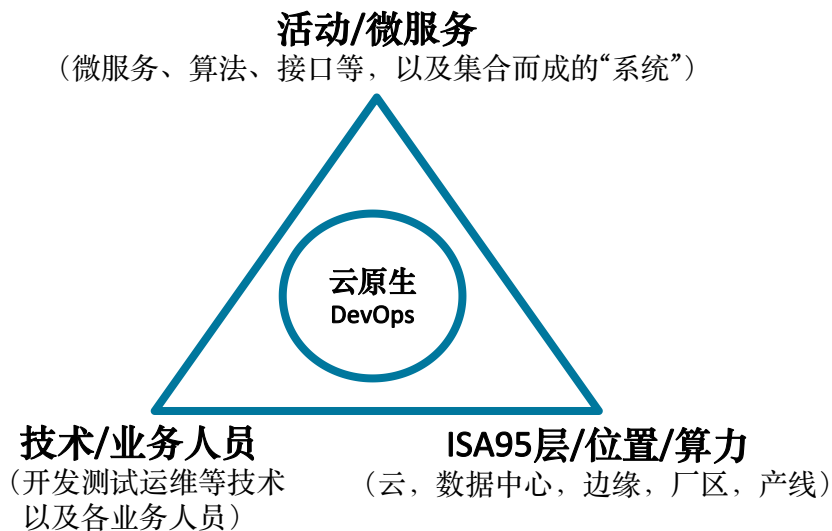 活动/微服务
（微服务、算法、接口等，以及集合而成的“系统”）
云原生
DevOps
技术/业务人员
（开发测试运维等技术
以及各业务人员）
ISA95层/位置/算力
（云，数据中心，边缘，厂区，产线）